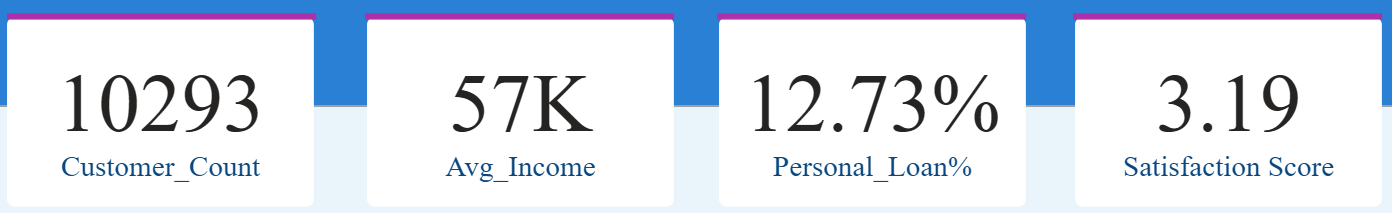 10293
Customer_Count
57K
Avg_Income
12.73%
Personal_Loan%
3.19
Satisfaction Score